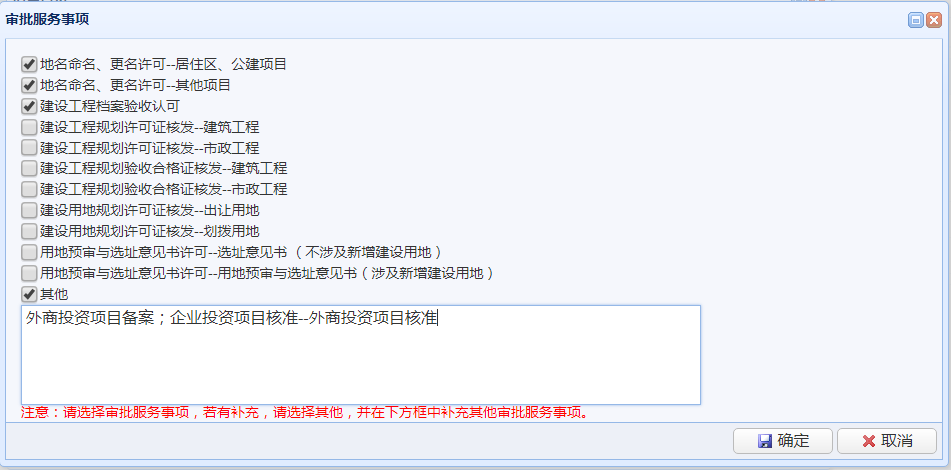 审批服务事项
地名命名、更名许可--居住区、公建项目
地名命名、更名许可--其他项目
建设工程档案验收认可
建设工程规划许可证核发--建筑工程
建设工程规划许可证核发--市政工程
建设工程规划验收合格证核发--建筑工程
建设工程规划验收合格证核发--市政工程
建设用地规划许可证核发--出让用地
建设用地规划许可证核发--划拨用地
用地预审与选址意见书许可--选址意见书（不涉及新增建设用地）
用地预审与选址意见书许可--用地预审与选址意见书（涉及新增建设用地）
其他
外商投资项目备案；企业投资项目核准--外商投资项目核准
注意：请选择审批服务事项，若有补充，请选择其他，并在下方框中补充其他审批服务事项。
确定 取消